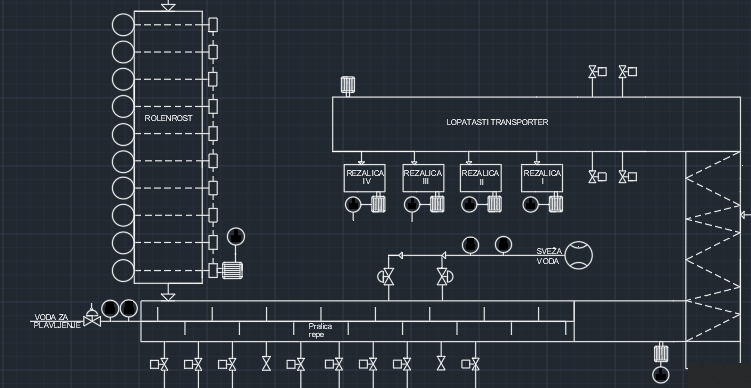 ROLENROST
LOPATASTI TRANSPORTER
REZALICA
IV
REZALICA
III
REZALICA
II
REZALICA
I
SVEŽA
VODA
VODA ZA
PLAVLJENJE
Pralica
repe